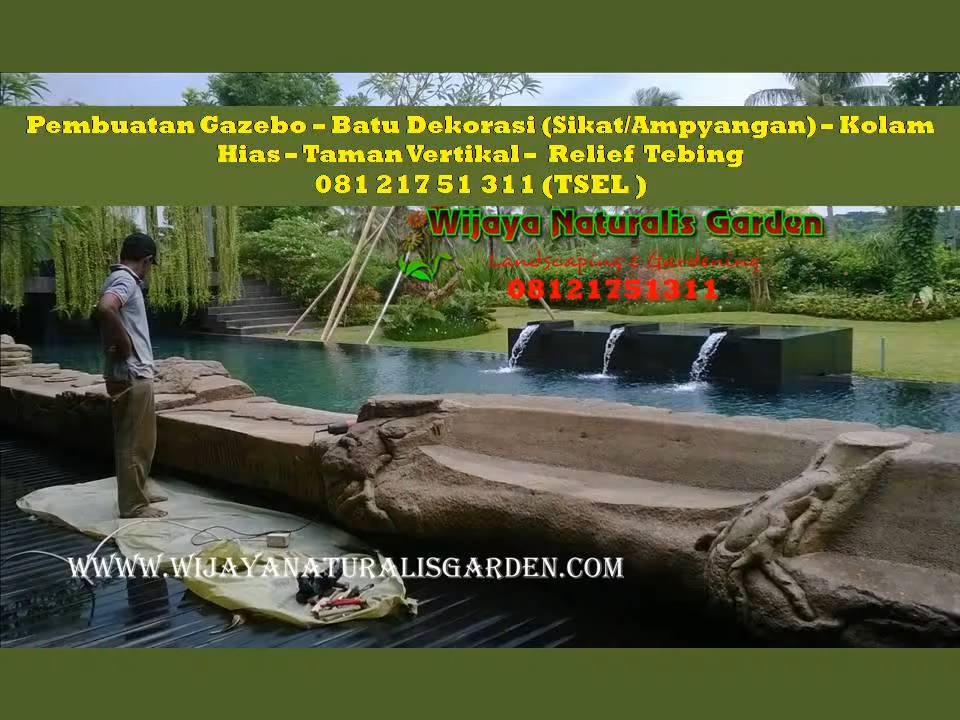 Pembuatan Gazebo – Batu Dekorasi (Sikat/Ampyangan) – Kolam
Hias – Taman Vertikal – Relief Tebing
081 217 51 311 (TSEL )
Wijaya Naturalis Garden
Landscaping & Gardening
08121751311
WWWW.WIJAYANATURALISGARDEN.COM